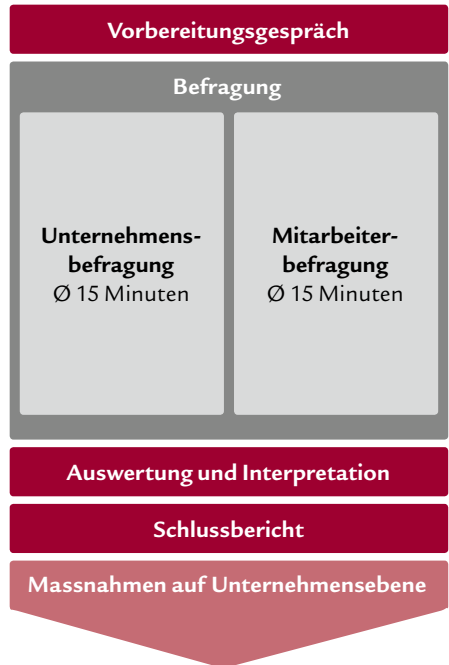 Vorbereitungsgespräch
Befragung
Unternehmens-
befragung
Ø 15 Minuten
Mitarbeiter-
befragung
Ø 15 Minuten
Auswertung und Interpretation
Schlussbericht
Massnahmen auf Unternehmensebene